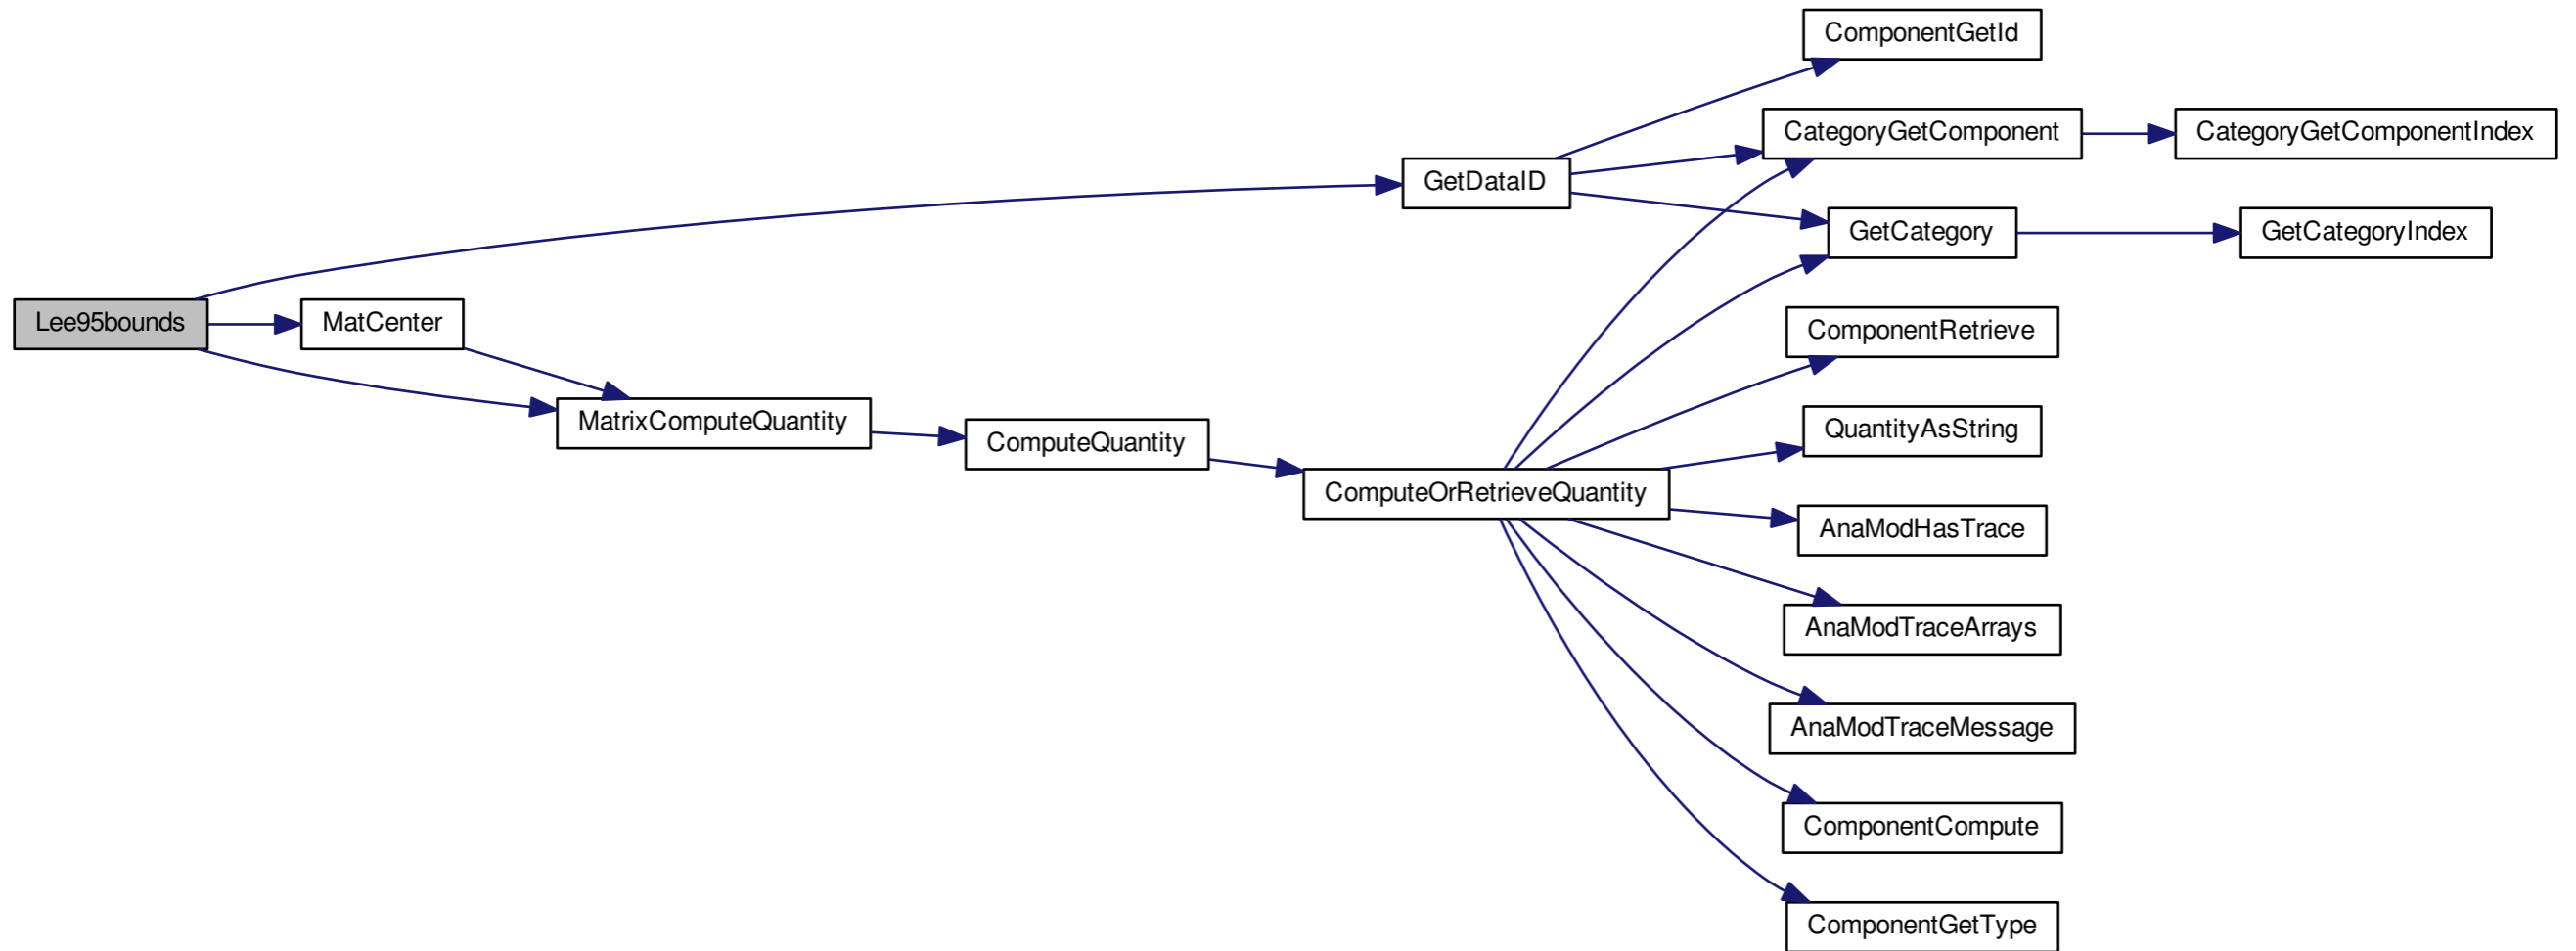 ComponentGetId
CategoryGetComponent
CategoryGetComponentIndex
GetDataID
GetCategory
GetCategoryIndex
Lee95bounds
MatCenter
ComponentRetrieve
MatrixComputeQuantity
QuantityAsString
ComputeQuantity
ComputeOrRetrieveQuantity
AnaModHasTrace
AnaModTraceArrays
AnaModTraceMessage
ComponentCompute
ComponentGetType